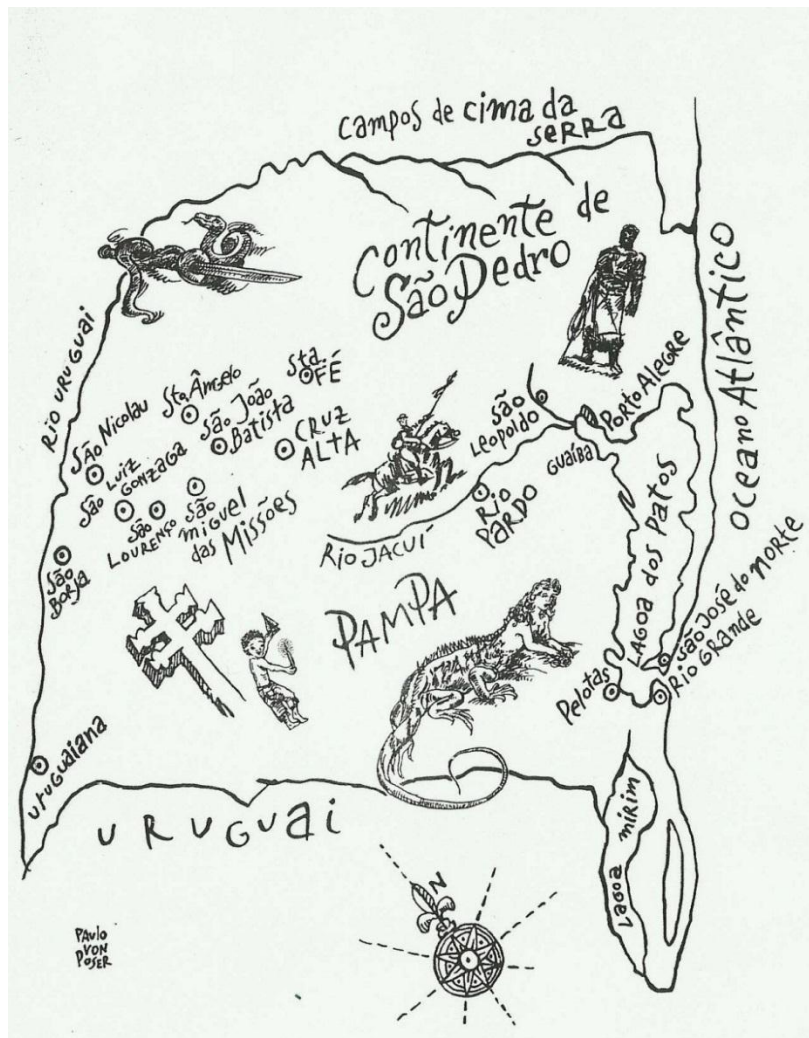 Campos de cima da
serra
Continente de
São Pedro
Oceano Atlântico
Rio Uruguai
Sta.
FÉ
Sto. Ângelo
São João
Batista
CRUZ
ALTA
São Nicolau
São LUIZ
GONZAGA
São
LOURENÇO
São
miguel
das Missões
São
Borja
São
Leopoldo
Porto Alegre
Guaíba
Rio
PARDO
Rio JACUÍ
Lagoa dos Patos
PAMPA
São José do norte
Rio Grande
Pelotas
uruguaiana
URUGUAI
Lagoa mirim
N
PAULO
VON
POSER